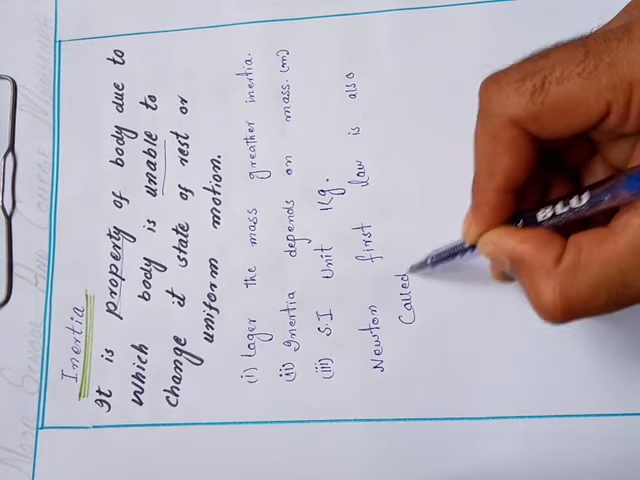 Inertia
It is property of body due to
which body is unable to
change it state of rest or
uniform motion.
(i) Lager the mass greather inertia.
(ii) Inertia depends on mass. (m)
(iii) S.I Unit Kg.
Newton first law is also
Called
BLU